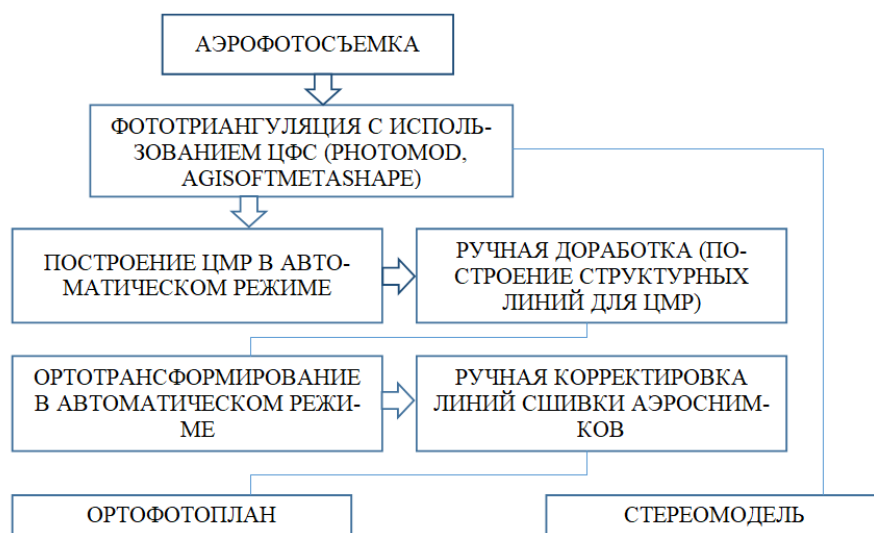 АЭРОФОТОСЪЕМКА
ФОТОТРИАНГУЛЯЦИЯ С ИСПОЛЬ-
ЗОВАНИЕМ ЦФС (PHOTOMOD,
AGISOFTMETASHAPE)
ПОСТРОЕНИЕ ЦМР В АВТО-
МАТИЧЕСКОМ РЕЖИМЕ
РУЧНАЯ ДОРАБОТКА (ПО-
СТРОЕНИЕ СТРУКТУРНЫХ
ЛИНИЙ ДЛЯ ЦМР)
ОРТОТРАНСФОРМИРОВАНИЕ
В АВТОМАТИЧЕСКОМ РЕЖИ-
МЕ
РУЧНАЯ КОРРЕКТИРОВКА
ЛИНИЙ СШИВКИ АЭРОСНИМ-
КОВ
ОРТОФОТОПЛАН
СТЕРЕОМОДЕЛЬ